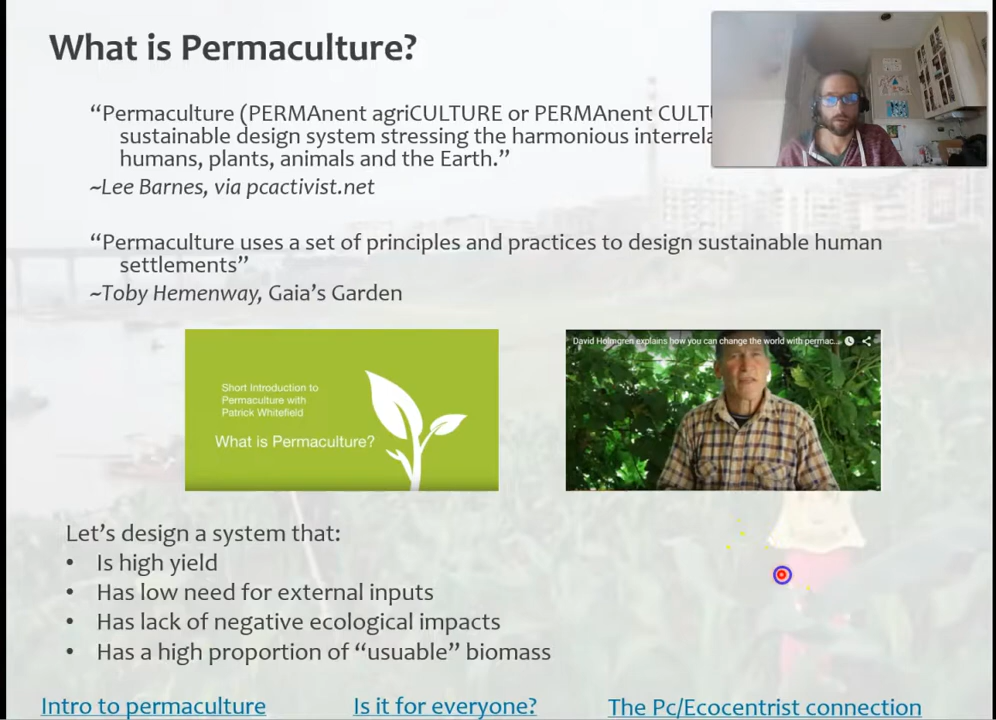 What is Permaculture?
“Permaculture (PERMAnent agriCULTURE or PERMAnent
sustainable design system stressing the harmonious
humans, plants, animals and the Earth.”
~Lee Barnes, via pcactivist.net
“Permaculture uses a set of principles and practices to design sustainable human
settlements”
~Toby Hemenway, Gaia’s Garden
David Holmgren explains how you can change the world with permac...
Short Introduction to
Permaculture with
Patrick Whitefield
What is Permaculture?
Let’s design a system that:
• Is high yield
• Has low need for external inputs
• Has lack of negative ecological impacts
• Has a high proportion of “usuable” biomass
Intro to permaculture
Is it for everyone?
The Pc/Ecocentrist connection